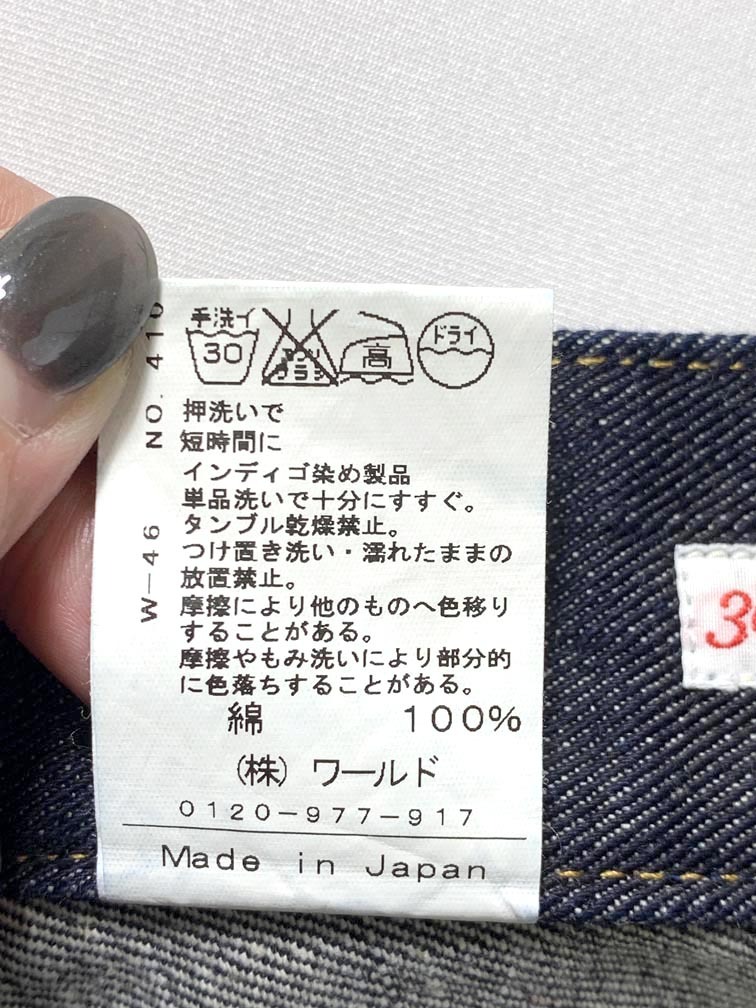 手洗イ
30
エンソ
サラシ
高
ドライ
押洗いで
短時間に
インディゴ染め製品
単品洗いで十分にすすぐ。
タンブル乾燥禁止。
つけ置き洗い・濡れたままの
放置禁止。
摩擦により他のものへ色移り
することがある。
摩擦やもみ洗いにより部分的
に色落ちすることがある。
綿 100%
(株) ワールド
0120-977-917
Made in Japan
W-46 NO. 410